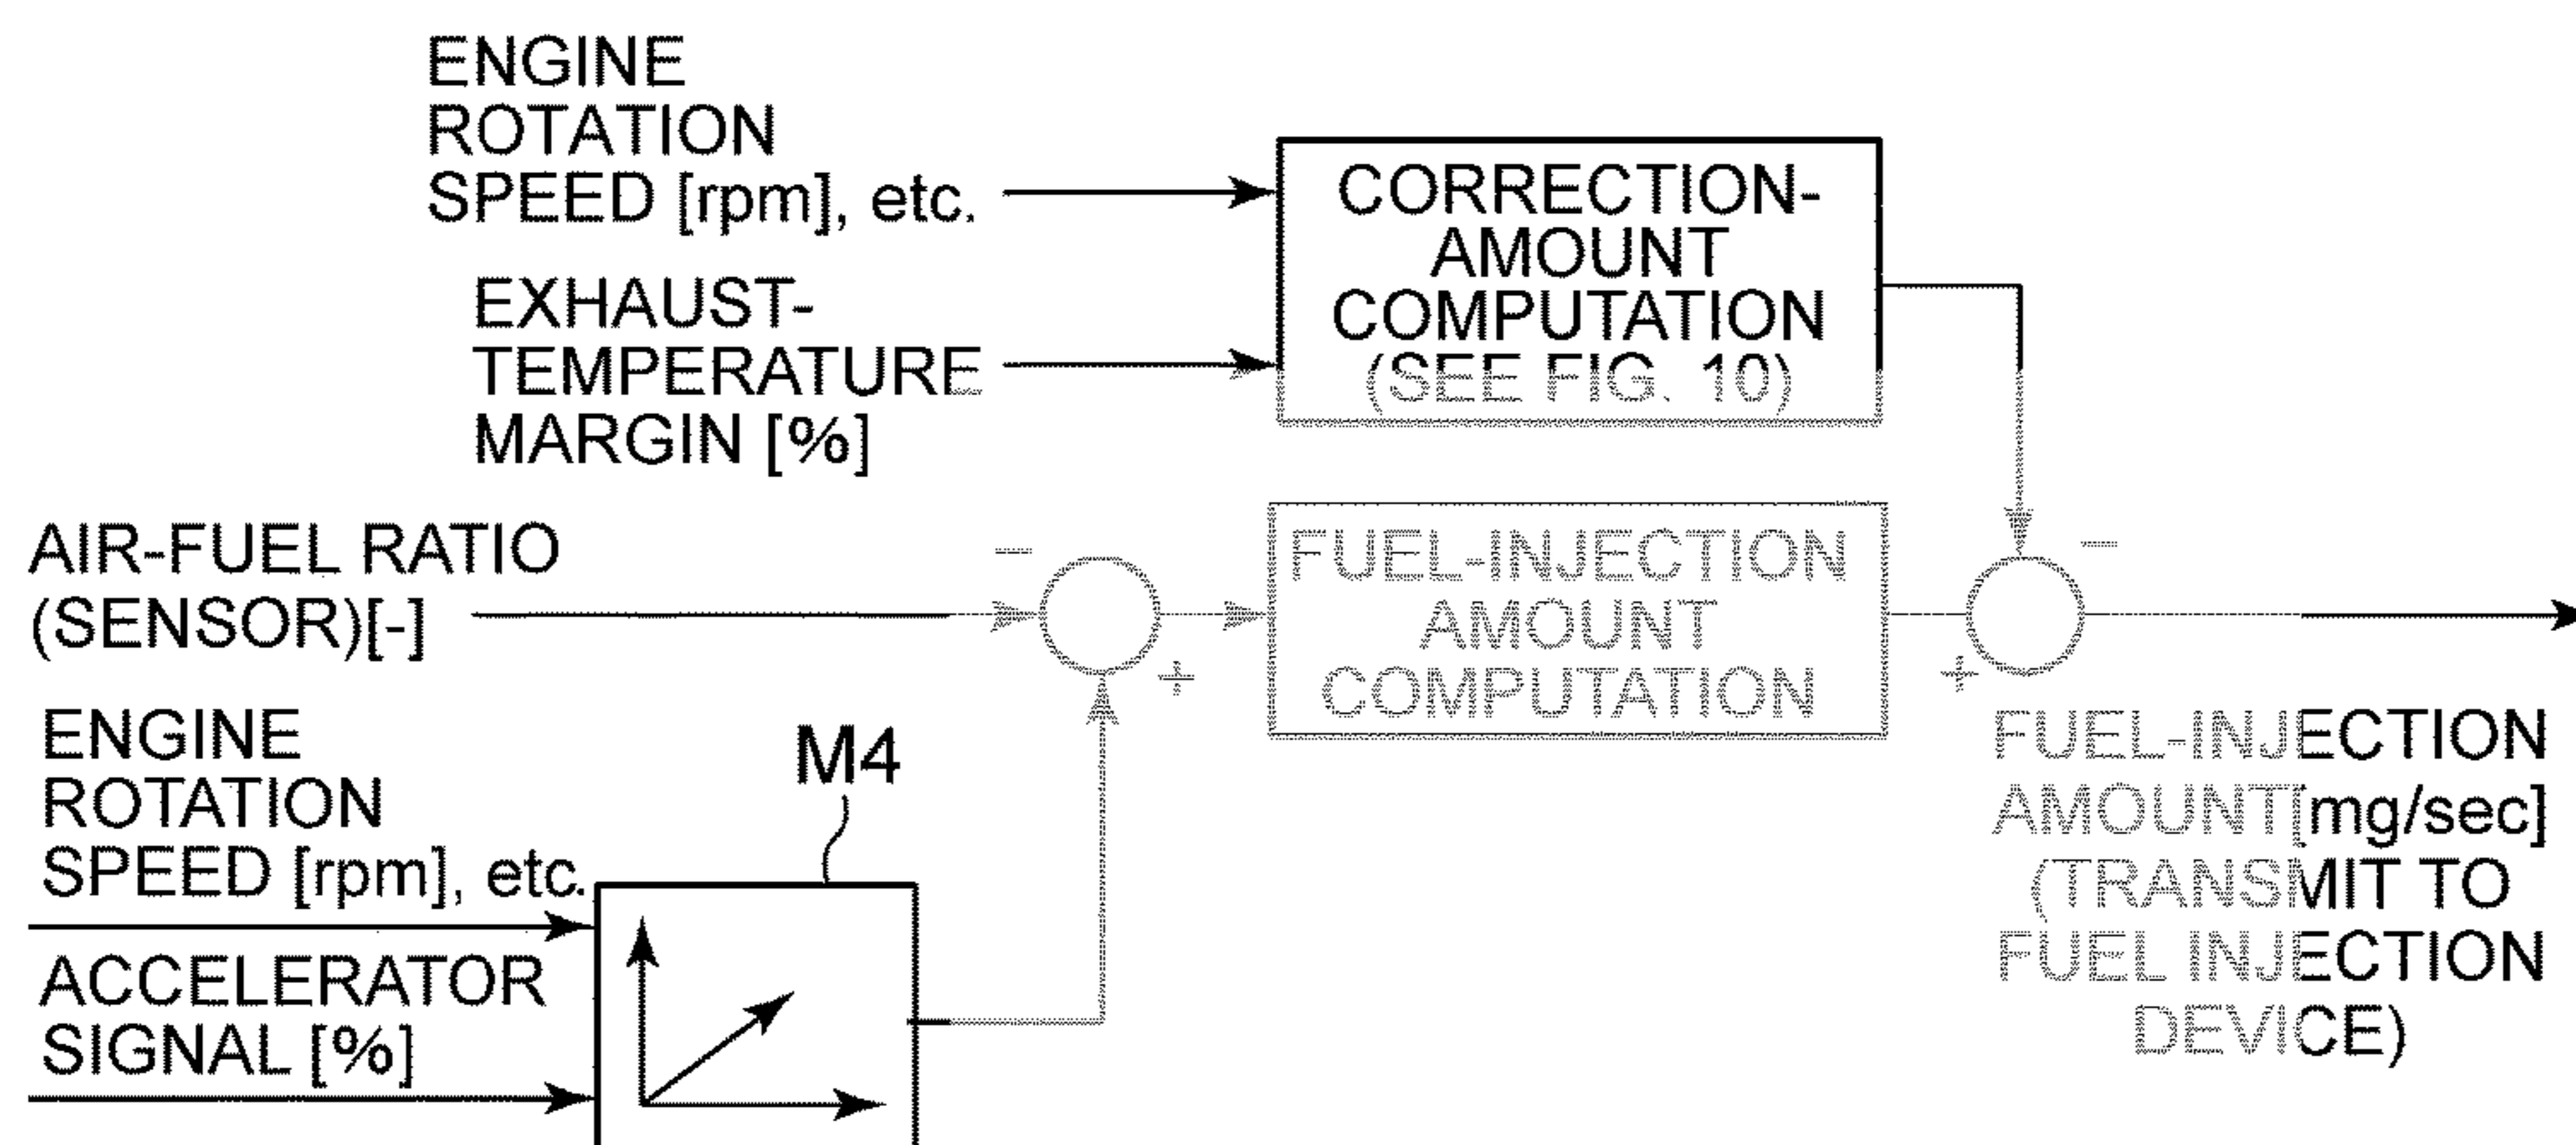 ENGINE
ROTATION
SPEED [rpm], etc.
EXHAUST-
TEMPERATURE
MARGIN [%]
CORRECTION-
AMOUNT
COMPUTATION
(SEE FIG. 10)
AIR-FUEL RATIO
(SENSOR)[-]
−
+
FUEL-INJECTION
AMOUNT
COMPUTATION
−
+
ENGINE
ROTATION
SPEED [rpm], etc.
ACCELERATOR
SIGNAL [%]
M4
FUEL-INJECTION
AMOUNT[mg/sec]
(TRANSMIT TO
FUEL INJECTION
DEVICE)